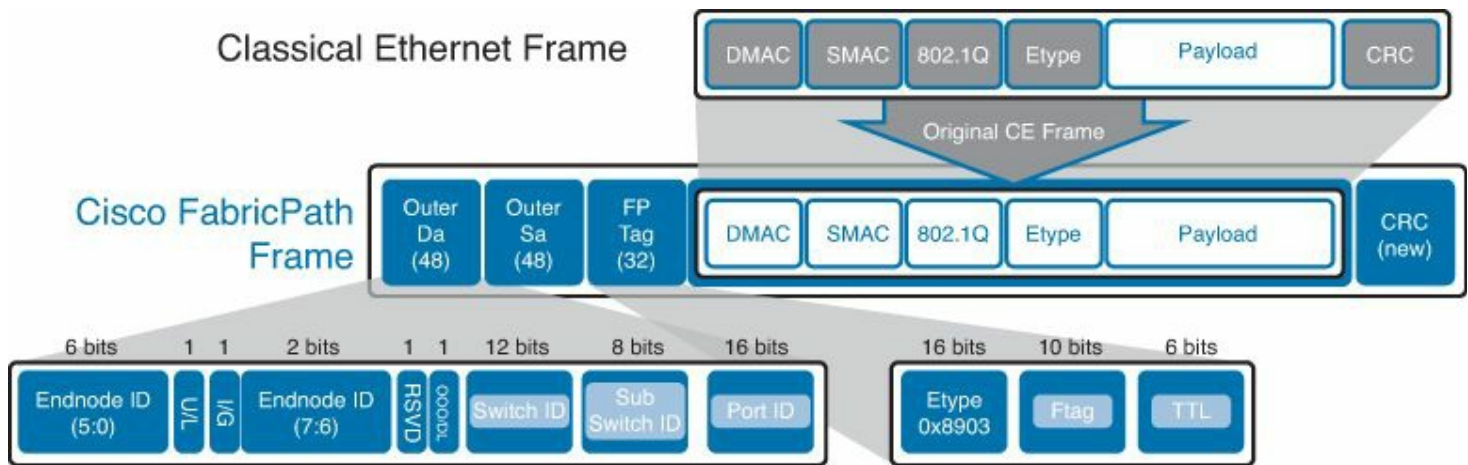 Classical Ethernet Frame
DMAC SMAC 802.1Q Etype Payload CRC
Original CE Frame
Cisco FabricPath
Frame
Outer
Da
(48)
Outer
Sa
(48)
FP
Tag
(32)
DMAC SMAC 802.1Q Etype Payload
CRC
(new)
6 bits 1 1 2 bits 1 1 12 bits 8 bits 16 bits
Endnode ID
(5:0)
U/L
I/G
Endnode ID
(7:6)
RSVD
OOO/DL
Switch ID
Sub
Switch ID
Port ID
16 bits 10 bits 6 bits
Etype
0x8903
Ftag
TTL